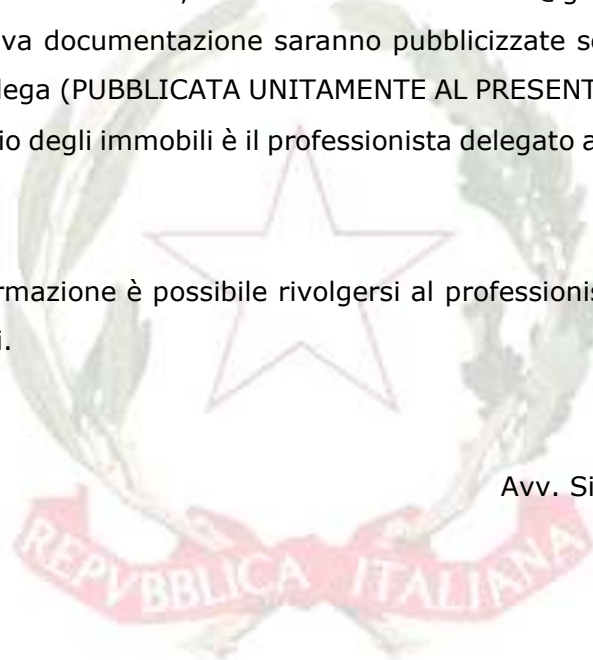 va documentazione saranno pubblicizzate s
lega (PUBBLICATA UNITAMENTE AL PRESENT
io degli immobili è il professionista delegato a
rmazione è possibile rivolgersi al professionis
i.
Avv. Si
REPVBBLICA ITALIANA